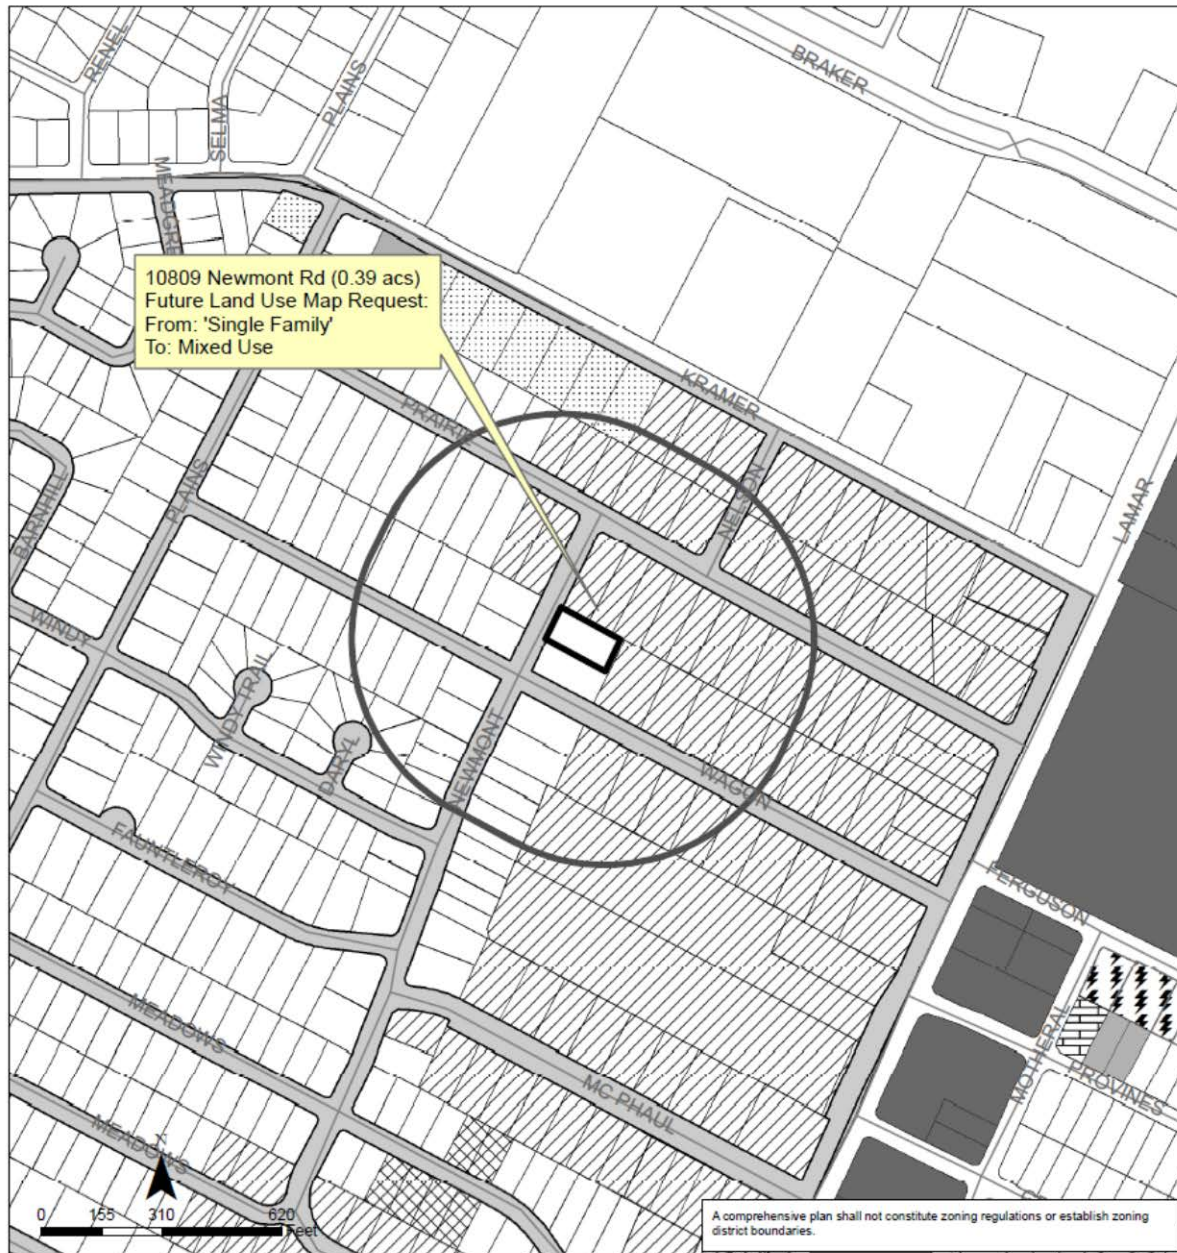 RENEL
SELMA
PLAINS
BRAKER
MEADGRE
10809 Newmont Rd (0.39 acs)
Future Land Use Map Request:
From: 'Single Family'
To: Mixed Use
KRAMER
PRAIRIE
NELSON
LAMAR
PLAINS
BARNHILL
WINDY
WINDY TRAIL
DARYL
NEWMONT
WAGON
FAUNTLEROY
FERGUSON
MEADOWS
MOTHERAL
PROVINES
MC PHAUL
MEADOWS
N
0 155 310 620
Feet
A comprehensive plan shall not constitute zoning regulations or establish zoning
district boundaries.